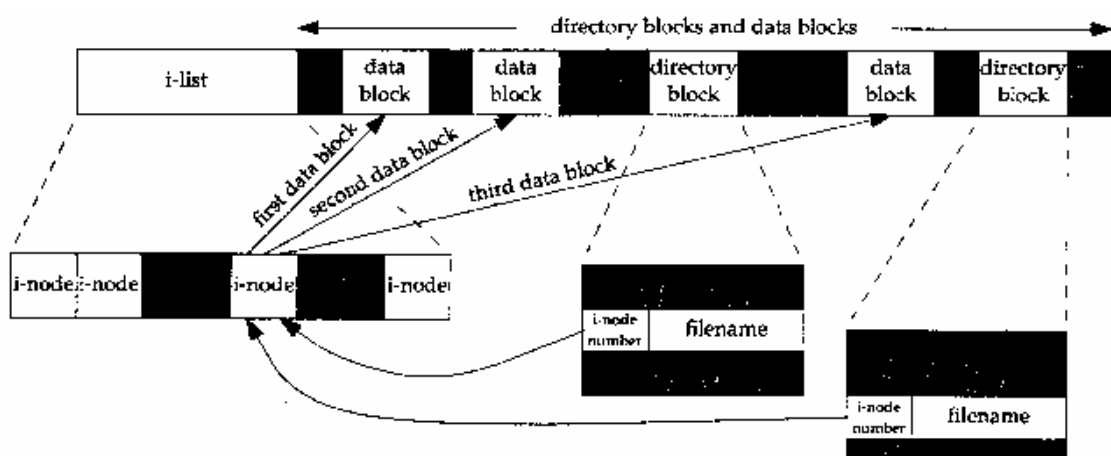 directory blocks and data blocks
i-list
data
block
data
block
directory
block
data
block
directory
block
first data block
second data block
third data block
i-node
i-node
i-node
i-node
i-node
number
filename
i-node
number
filename